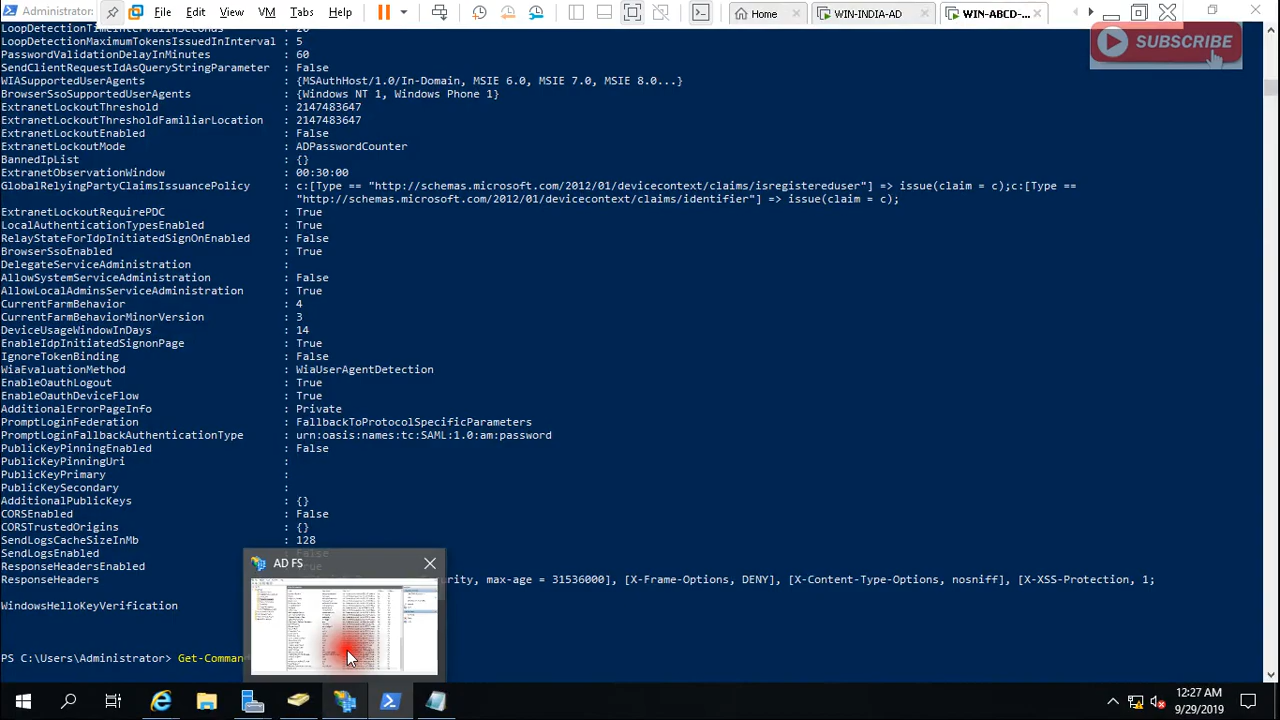 Administrator: File Edit View VM Tabs Help Home WIN-INDIA-AD WIN-ABCD-...
SUBSCRIBE
LoopDetectionTimeIntervalInSeconds : 20
LoopDetectionMaximumTokensIssuedInInterval : 5
PasswordValidationDelayInMinutes : 60
SendClientRequestIdAsQueryStringParameter : False
WIASupportedUserAgents : {MSAuthHost/1.0/In-Domain, MSIE 6.0, MSIE 7.0, MSIE 8.0...}
BrowserSsoSupportedUserAgents : {Windows NT 1, Windows Phone 1}
ExtranetLockoutThreshold : 2147483647
ExtranetLockoutThresholdFamiliarLocation : 2147483647
ExtranetLockoutEnabled : False
ExtranetLockoutMode : ADPasswordCounter
BannedIpList : {}
ExtranetObservationWindow : 00:30:00
GlobalRelyingPartyClaimsIssuancePolicy : c:[Type == "http://schemas.microsoft.com/2012/01/devicecontext/claims/isregistereduser"] => issue(claim = c);c:[Type ==
"http://schemas.microsoft.com/2012/01/devicecontext/claims/identifier"] => issue(claim = c);
ExtranetLockoutRequirePDC : True
LocalAuthenticationTypesEnabled : True
RelayStateForIdpInitiatedSignOnEnabled : False
BrowserSsoEnabled : True
DelegateServiceAdministration :
AllowSystemServiceAdministration : False
AllowLocalAdminsServiceAdministration : True
CurrentFarmBehavior : 4
CurrentFarmBehaviorMinorVersion : 3
DeviceUsageWindowInDays : 14
EnableIdpInitiatedSignonPage : True
IgnoreTokenBinding : False
WiaEvaluationMethod : WiaUserAgentDetection
EnableOauthLogout : True
EnableOauthDeviceFlow : True
AdditionalErrorPageInfo : Private
PromptLoginFederation : FallbackToProtocolSpecificParameters
PromptLoginFallbackAuthenticationType : urn:oasis:names:tc:SAML:1.0:am:password
PublicKeyPinningEnabled : False
PublicKeyPinningUri :
PublicKeyPrimary :
PublicKeySecondary :
AdditionalPublicKeys : {}
CORSEnabled : False
CORSTrustedOrigins : {}
SendLogsCacheSizeInMb : 128
SendLogsEnabled
ResponseHeadersEnabled
ResponseHeaders max-age = 31536000], [X-Frame-Options, DENY], [X-Content-Type-Options, nosniff], [X-XSS-Protection, 1;
AD FS
PS C:\Users\Administrator> Get-Comman
12:27 AM
9/29/2019